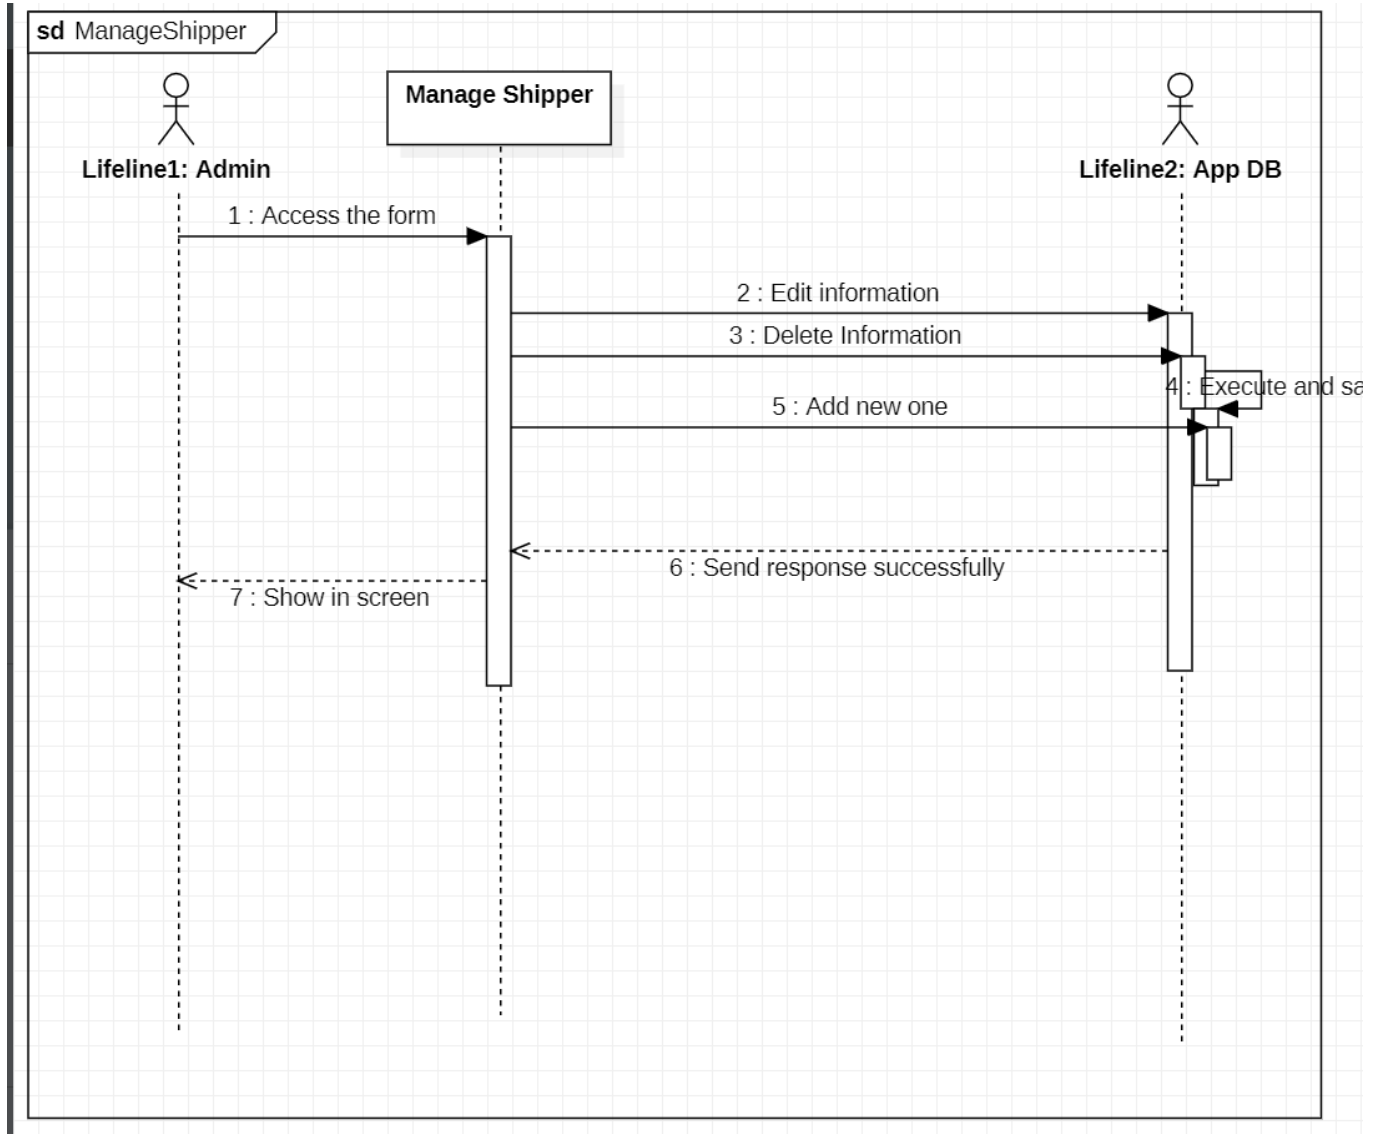 sd ManageShipper
Manage Shipper
Lifeline1: Admin
Lifeline2: App DB
1 : Access the form
2 : Edit information
3 : Delete Information
4 : Execute and
5 : Add new one
6 : Send response successfully
7 : Show in screen